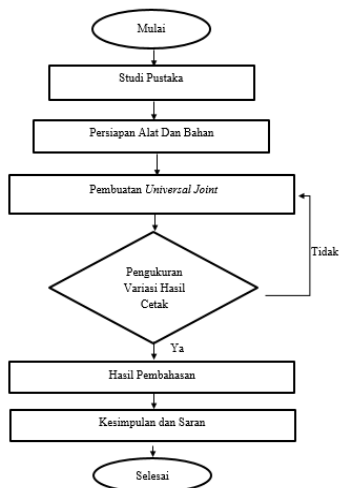 Mulai
Studi Pustaka
Persiapan Alat Dan Bahan
Pembuatan Universal Joint
Tidak
Pengukuran
Variasi Hasil
Cetak
Ya
Hasil Pembahasan
Kesimpulan dan Saran
Selesai